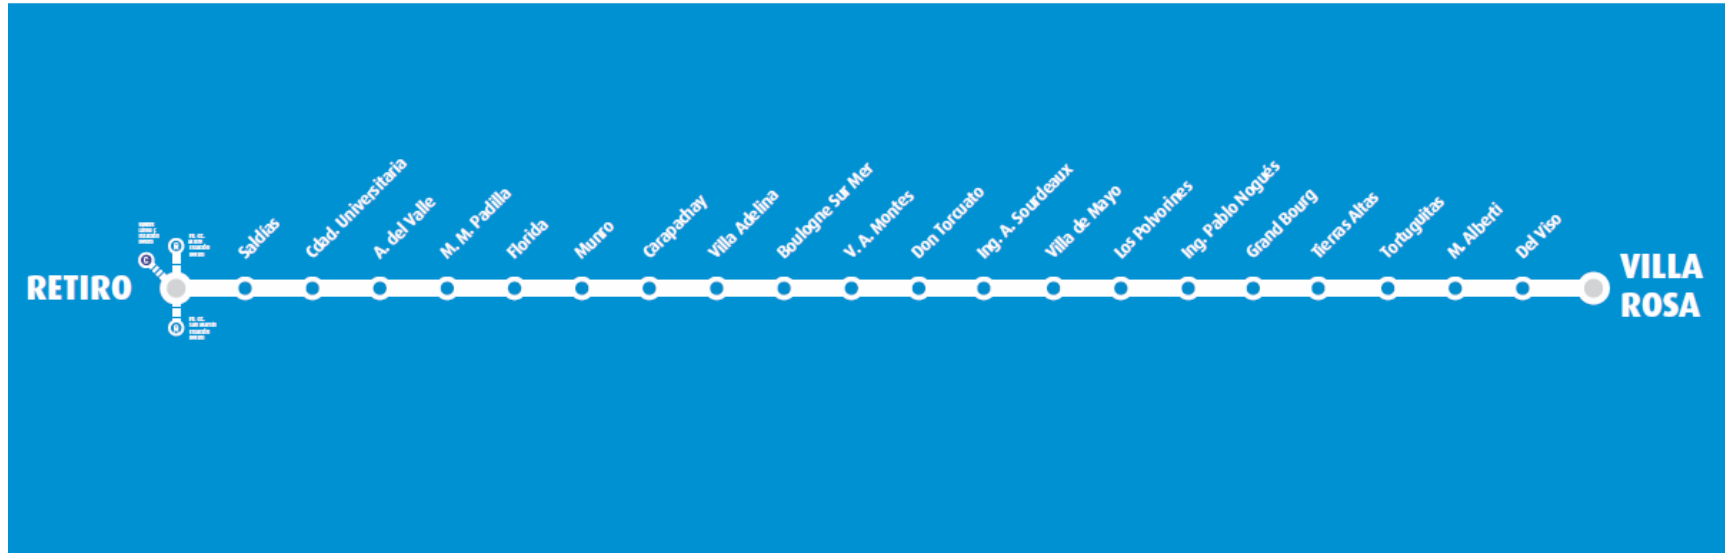 RETIRO
C
Saldías
Cdad. Universitaria
A. del Valle
M. M. Padilla
Florida
Munro
Carapachay
Villa Adelina
Boulogne Sur Mer
V. A. Montes
Don Torcuato
Ing. A. Sourdeaux
Villa de Mayo
Los Polvorines
Ing. Pablo Nogués
Grand Bourg
Tierras Altas
Tortuguitas
M. Alberti
Del Viso
VILLA
ROSA